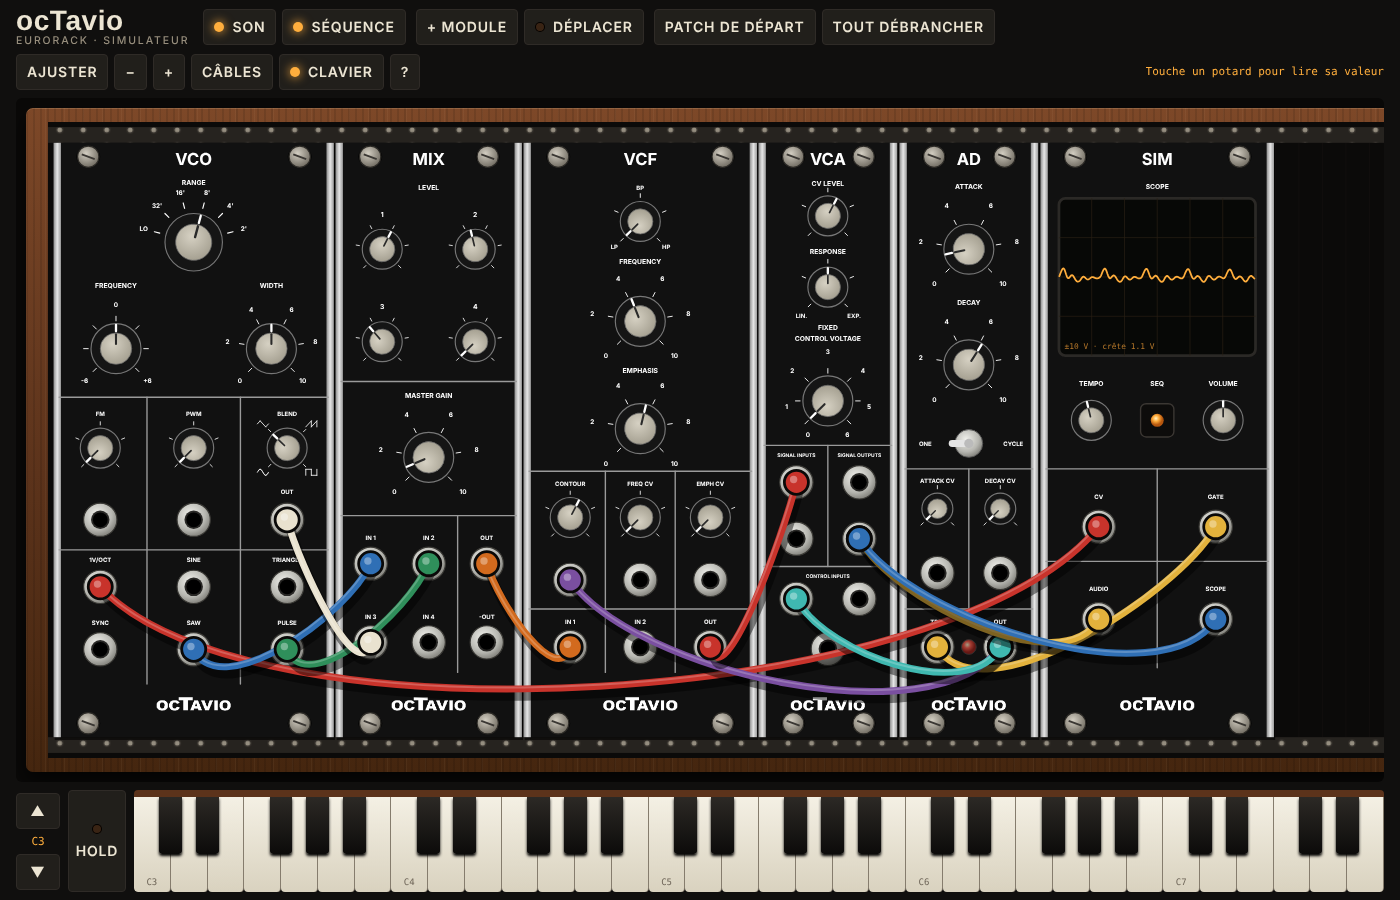 ocTavio
EURORACK · SIMULATEUR
SON
SÉQUENCE
+ MODULE
DÉPLACER
PATCH DE DÉPART
TOUT DÉBRANCHER
AJUSTER
−
+
CÂBLES
CLAVIER
?
Touche un potard pour lire sa valeur
VCO
RANGE
16' 8'
32' 4'
LO 2'
FREQUENCY
WIDTH
0
4 6
2 8
-6 +6
0 10
FM
PWM
BLEND
OUT
1V/OCT
SINE
SYNC
SAW
PULSE
OCTAVIO
MIX
LEVEL
1 2
3 4
MASTER GAIN
4 6
2 8
0 10
IN 1
IN 2
OUT
IN 3
IN 4
-OUT
OCTAVIO
VCF
BP
LP HP
FREQUENCY
4 6
2 8
0 10
EMPHASIS
4 6
2 8
0 10
CONTOUR
FREQ CV
EMPH CV
IN 1
IN 2
OUT
OCTAVIO
VCA
CV LEVEL
RESPONSE
LIN. EXP.
FIXED
CONTROL VOLTAGE
3
2 4
1 5
0 6
SIGNAL INPUTS
SIGNAL OUTPUTS
CONTROL INPUTS
OCTAVIO
AD
ATTACK
4 6
2 8
0 10
DECAY
4 6
2 8
0 10
ONE
CYCLE
ATTACK CV
DECAY CV
OUT
OCTAVIO
SIM
SCOPE
±10 V · crête 1.1 V
TEMPO
SEQ
VOLUME
CV
GATE
AUDIO
SCOPE
OCTAVIO
C3
HOLD
C3
C4
C5
C6
C7